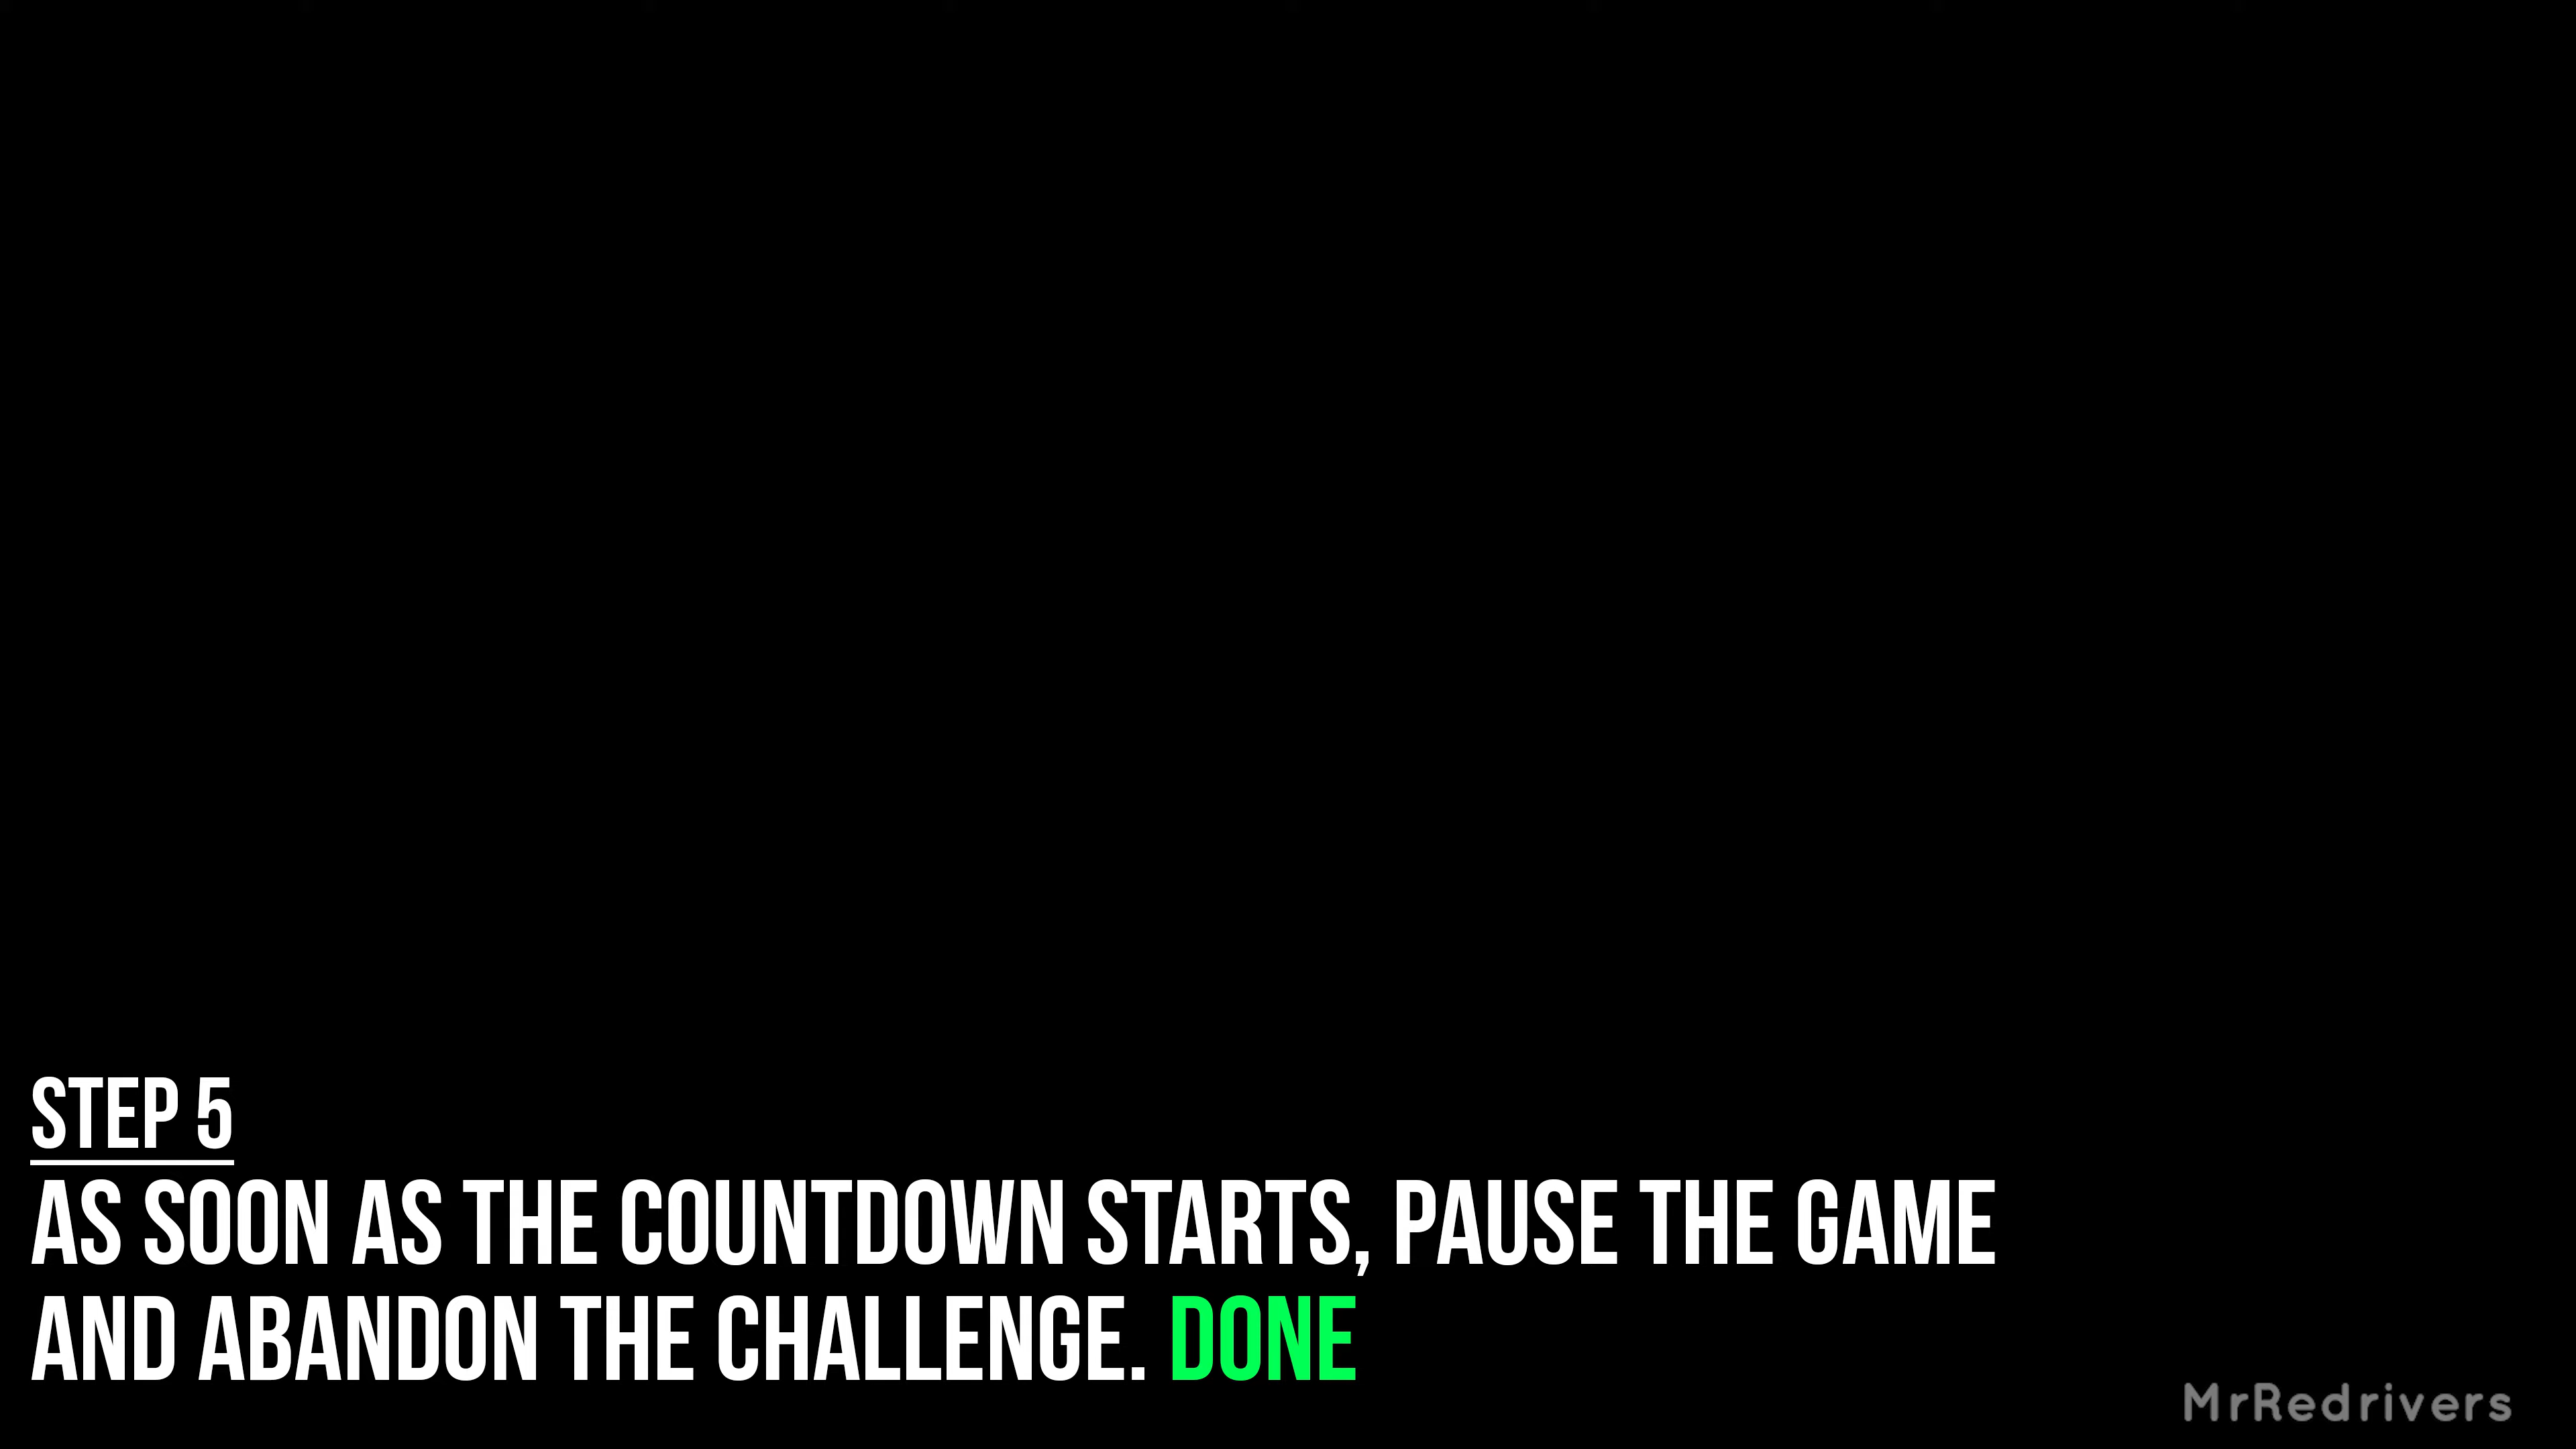 STEP 5
AS SOON AS THE COUNTDOWN STARTS, PAUSE THE GAME
AND ABANDON THE CHALLENGE. DONE
MrRedrivers